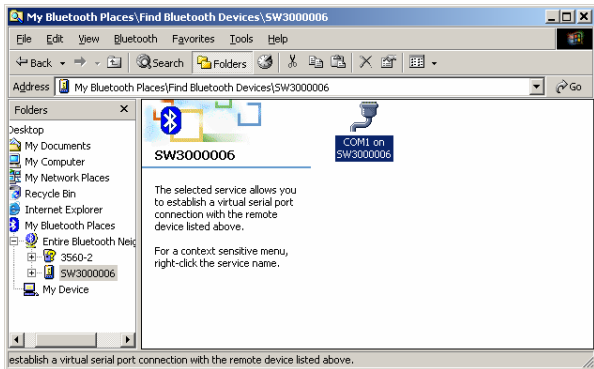 My Bluetooth Places\Find Bluetooth Devices\SW3000006
File Edit View Bluetooth Favorites Tools Help
Back Search Folders
Address My Bluetooth Places\Find Bluetooth Devices\SW3000006 Go
Folders x
Desktop
My Documents
My Computer
My Network Places
Recycle Bin
Internet Explorer
My Bluetooth Places
Entire Bluetooth Neig
3560-2
SW3000006
My Device
SW3000006
The selected service allows you
to establish a virtual serial port
connection with the remote
device listed above.
For a context sensitive menu,
right-click the service name.
COM1 on
SW3000006
establish a virtual serial port connection with the remote device listed above.